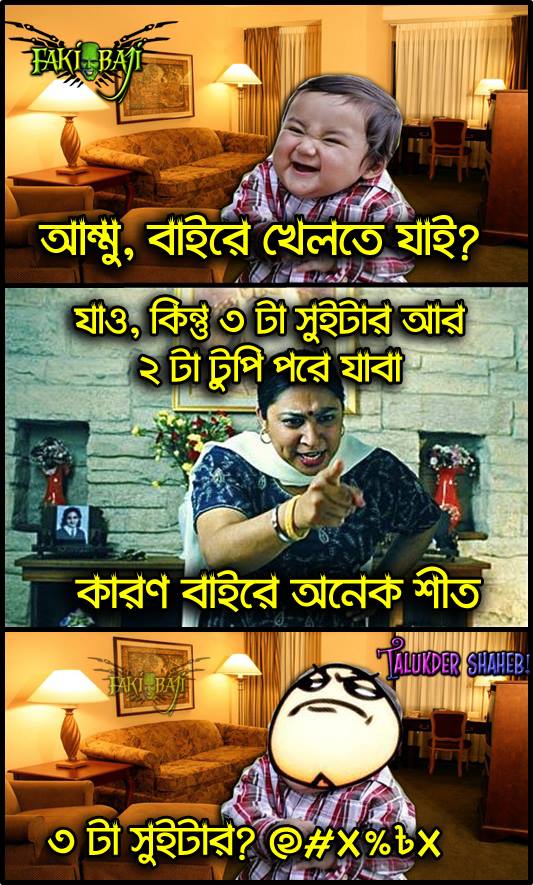 FAKIBAJI
আম্মু, বাইরে খেলতে যাই?
যাও, কিন্তু ৩ টা সুইটার আর
২ টা টুপি পরে যাবা
কারণ বাইরে অনেক শীত
TALUKDER SHAHEB!
FAKIBAJI
৩ টা সুইটার? @#x%৳x